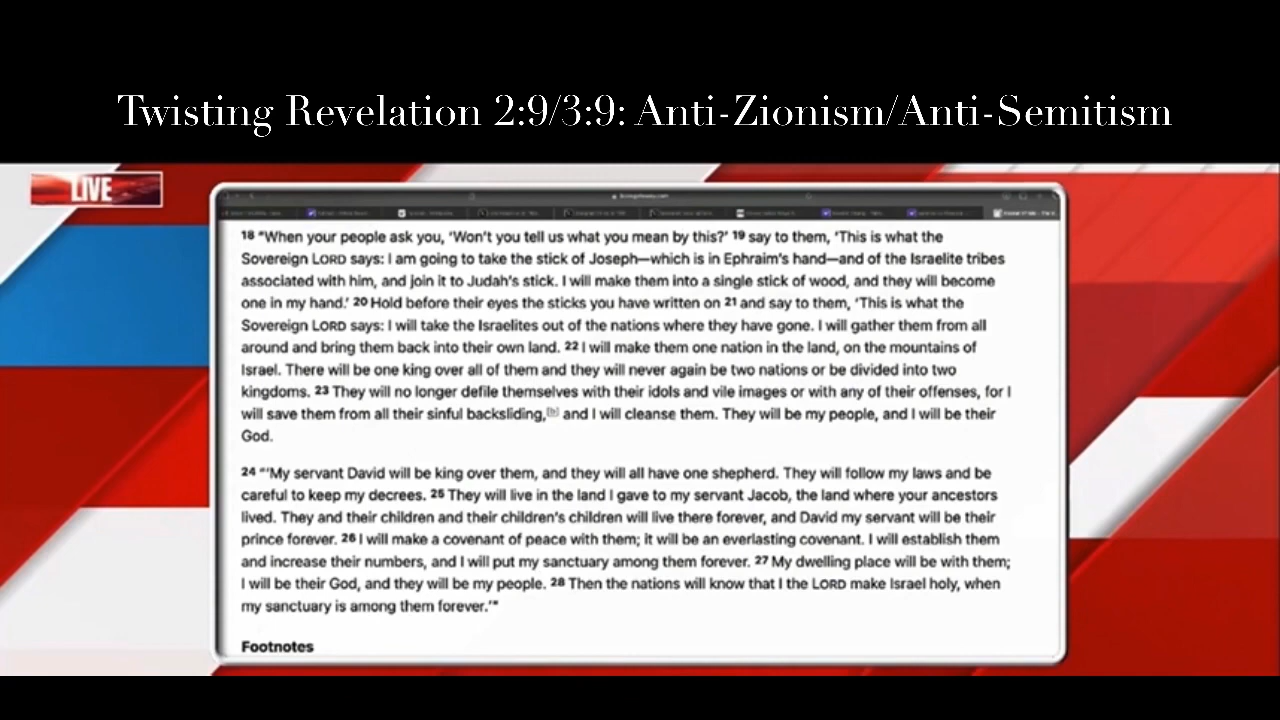 Twisting Revelation 2:9/3:9: Anti-Zionism/Anti-Semitism
LIVE
18 “When your people ask you, ‘Won’t you tell us what you mean by this?’ 19 say to them, ‘This is what the
Sovereign LORD says: I am going to take the stick of Joseph—which is in Ephraim’s hand—and of the Israelite tribes
associated with him, and join it to Judah’s stick. I will make them into a single stick of wood, and they will become
one in my hand.’ 20 Hold before their eyes the sticks you have written on 21 and say to them, ‘This is what the
Sovereign LORD says: I will take the Israelites out of the nations where they have gone. I will gather them from all
around and bring them back into their own land. 22 I will make them one nation in the land, on the mountains of
Israel. There will be one king over all of them and they will never again be two nations or be divided into two
kingdoms. 23 They will no longer defile themselves with their idols and vile images or with any of their offenses, for I
will save them from all their sinful backsliding,[b] and I will cleanse them. They will be my people, and I will be their
God.
24 “‘My servant David will be king over them, and they will all have one shepherd. They will follow my laws and be
careful to keep my decrees. 25 They will live in the land I gave to my servant Jacob, the land where your ancestors
lived. They and their children and their children’s children will live there forever, and David my servant will be their
prince forever. 26 I will make a covenant of peace with them; it will be an everlasting covenant. I will establish them
and increase their numbers, and I will put my sanctuary among them forever. 27 My dwelling place will be with them;
I will be their God, and they will be my people. 28 Then the nations will know that I the LORD make Israel holy, when
my sanctuary is among them forever.’”
Footnotes